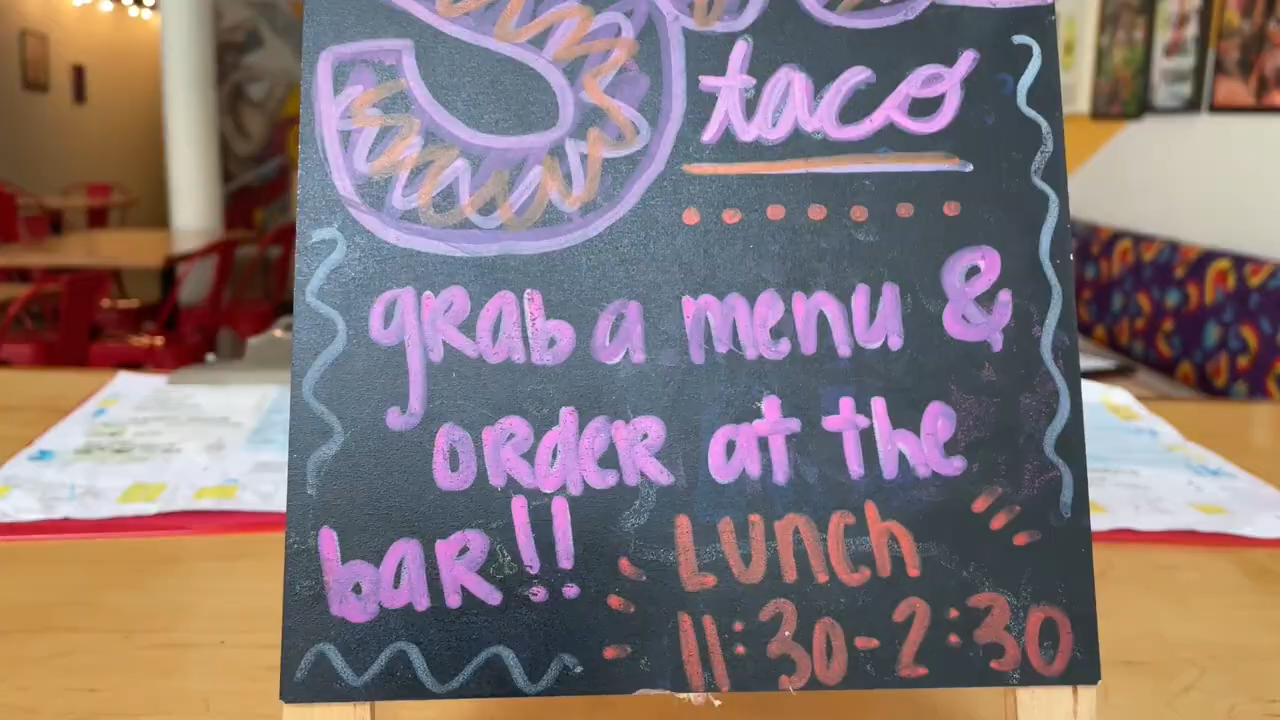 taco
grab a menu &
order at the
bar!!
Lunch
11:30-2:30